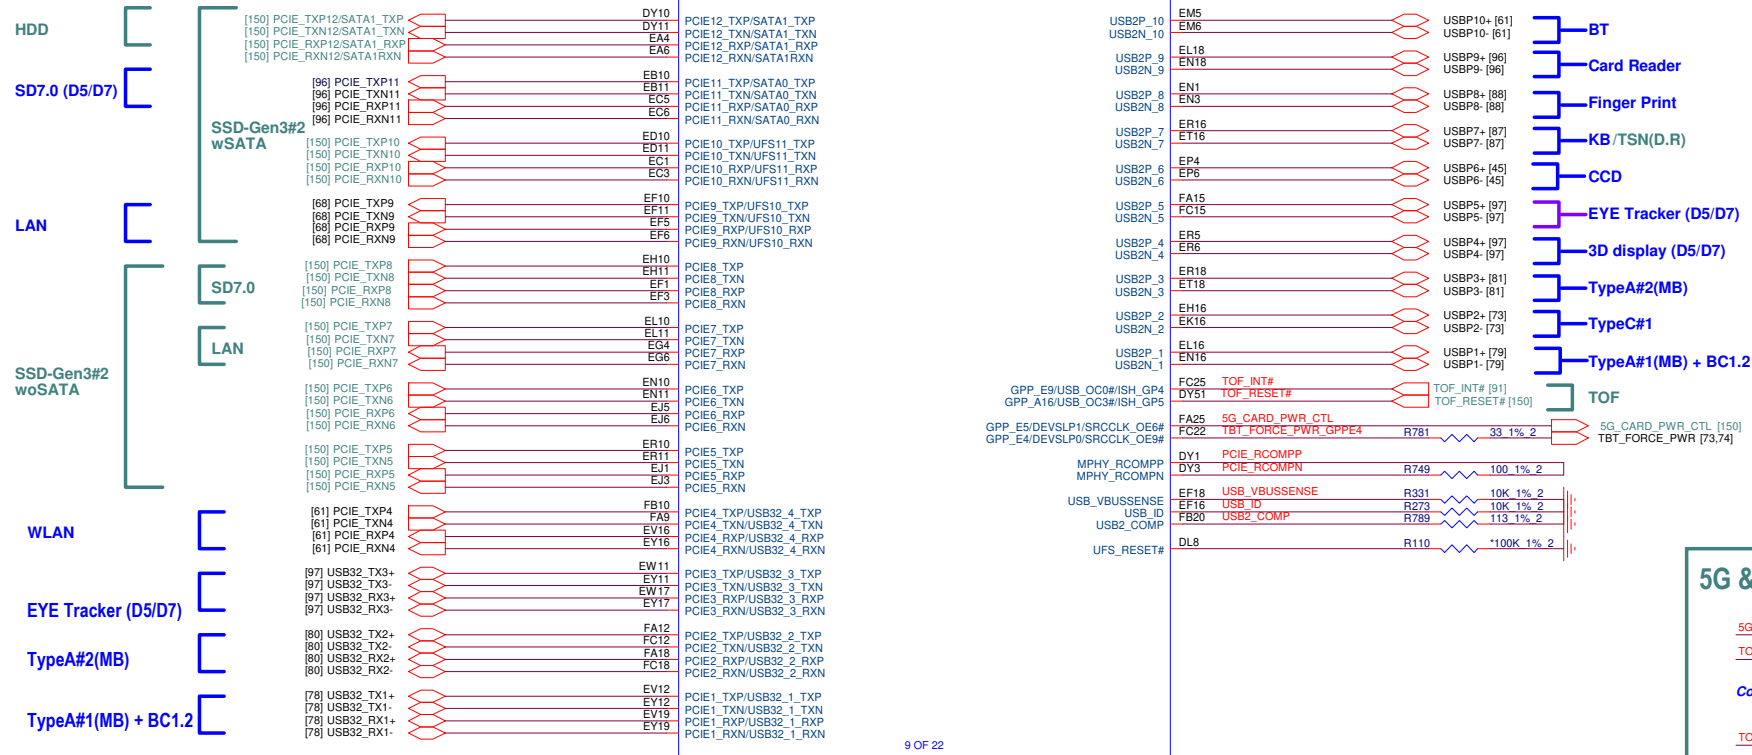 HDD
[150] PCIE_TXP12/SATA1_TXP DY10 PCIE12_TXP/SATA1_TXP
[150] PCIE_TXN12/SATA1_TXN DY11 PCIE12_TXN/SATA1_TXN
[150] PCIE_RXP12/SATA1_RXP EA4 PCIE12_RXP/SATA1_RXP
[150] PCIE_RXN12/SATA1RXN EA6 PCIE12_RXN/SATA1RXN
SD7.0 (D5/D7)
[96] PCIE_TXP11 EB10 PCIE11_TXP/SATA0_TXP
[96] PCIE_TXN11 EB11 PCIE11_TXN/SATA0_TXN
[96] PCIE_RXP11 EC5 PCIE11_RXP/SATA0_RXP
[96] PCIE_RXN11 EC6 PCIE11_RXN/SATA0_RXN
SSD-Gen3#2
wSATA
[150] PCIE_TXP10 ED10 PCIE10_TXP/UFS11_TXP
[150] PCIE_TXN10 ED11 PCIE10_TXN/UFS11_TXN
[150] PCIE_RXP10 EC1 PCIE10_RXP/UFS11_RXP
[150] PCIE_RXN10 EC3 PCIE10_RXN/UFS11_RXN
LAN
[68] PCIE_TXP9 EF10 PCIE9_TXP/UFS10_TXP
[68] PCIE_TXN9 EF11 PCIE9_TXN/UFS10_TXN
[68] PCIE_RXP9 EF5 PCIE9_RXP/UFS10_RXP
[68] PCIE_RXN9 EF6 PCIE9_RXN/UFS10_RXN
SD7.0
[150] PCIE_TXP8 EH10 PCIE8_TXP
[150] PCIE_TXN8 EH11 PCIE8_TXN
[150] PCIE_RXP8 EF1 PCIE8_RXP
[150] PCIE_RXN8 EF3 PCIE8_RXN
LAN
[150] PCIE_TXP7 EL10 PCIE7_TXP
[150] PCIE_TXN7 EL11 PCIE7_TXN
[150] PCIE_RXP7 EG4 PCIE7_RXP
[150] PCIE_RXN7 EG6 PCIE7_RXN
SSD-Gen3#2
woSATA
[150] PCIE_TXP6 EN10 PCIE6_TXP
[150] PCIE_TXN6 EN11 PCIE6_TXN
[150] PCIE_RXP6 EJ5 PCIE6_RXP
[150] PCIE_RXN6 EJ6 PCIE6_RXN
[150] PCIE_TXP5 ER10 PCIE5_TXP
[150] PCIE_TXN5 ER11 PCIE5_TXN
[150] PCIE_RXP5 EJ1 PCIE5_RXP
[150] PCIE_RXN5 EJ3 PCIE5_RXN
WLAN
[61] PCIE_TXP4 FB10 PCIE4_TXP/USB32_4_TXP
[61] PCIE_TXN4 FA9 PCIE4_TXN/USB32_4_TXN
[61] PCIE_RXP4 EV16 PCIE4_RXP/USB32_4_RXP
[61] PCIE_RXN4 EY16 PCIE4_RXN/USB32_4_RXN
EYE Tracker (D5/D7)
[97] USB32_TX3+ EW11 PCIE3_TXP/USB32_3_TXP
[97] USB32_TX3- EY11 PCIE3_TXN/USB32_3_TXN
[97] USB32_RX3+ EW17 PCIE3_RXP/USB32_3_RXP
[97] USB32_RX3- EY17 PCIE3_RXN/USB32_3_RXN
TypeA#2(MB)
[80] USB32_TX2+ FA12 PCIE2_TXP/USB32_2_TXP
[80] USB32_TX2- FC12 PCIE2_TXN/USB32_2_TXN
[80] USB32_RX2+ FA18 PCIE2_RXP/USB32_2_RXP
[80] USB32_RX2- FC18 PCIE2_RXN/USB32_2_RXN
TypeA#1(MB) + BC1.2
[78] USB32_TX1+ EV12 PCIE1_TXP/USB32_1_TXP
[78] USB32_TX1- EY12 PCIE1_TXN/USB32_1_TXN
[78] USB32_RX1+ EV19 PCIE1_RXP/USB32_1_RXP
[78] USB32_RX1- EY19 PCIE1_RXN/USB32_1_RXN
USB2P_10 EM5 USBP10+ [61]
USB2N_10 EM6 USBP10- [61]
BT
USB2P_9 EL18 USBP9+ [96]
USB2N_9 EN18 USBP9- [96]
Card Reader
USB2P_8 EN1 USBP8+ [88]
USB2N_8 EN3 USBP8- [88]
Finger Print
USB2P_7 ER16 USBP7+ [87]
USB2N_7 ET16 USBP7- [87]
KB/TSN(D.R)
USB2P_6 EP4 USBP6+ [45]
USB2N_6 EP6 USBP6- [45]
CCD
USB2P_5 FA15 USBP5+ [97]
USB2N_5 FC15 USBP5- [97]
EYE Tracker (D5/D7)
USB2P_4 ER5 USBP4+ [97]
USB2N_4 ER6 USBP4- [97]
3D display (D5/D7)
USB2P_3 ER18 USBP3+ [81]
USB2N_3 ET18 USBP3- [81]
TypeA#2(MB)
USB2P_2 EH16 USBP2+ [73]
USB2N_2 EK16 USBP2- [73]
TypeC#1
USB2P_1 EL16 USBP1+ [79]
USB2N_1 EN16 USBP1- [79]
TypeA#1(MB) + BC1.2
GPP_E9/USB_OC0#/ISH_GP4 FC25 TOF_INT# TOF_INT# [91]
GPP_A16/USB_OC3#/ISH_GP5 DY51 TOF_RESET# TOF_RESET# [150]
TOF
GPP_E5/DEVSLP1/SRCCLK_OE6# FA25 5G_CARD_PWR_CTL 5G_CARD_PWR_CTL [150]
GPP_E4/DEVSLP0/SRCCLK_OE9# FC22 TBT_FORCE_PWR_GPPE4 R781 33_1%_2 TBT_FORCE_PWR [73,74]
MPHY_RCOMPP DY1 PCIE_RCOMPP
MPHY_RCOMPN DY3 PCIE_RCOMPN R749 100_1%_2
USB_VBUSSENSE EF18 USB_VBUSSENSE R331 10K_1%_2
USB_ID EF16 USB_ID R273 10K_1%_2
USB2_COMP FB20 USB2_COMP R789 113_1%_2
UFS_RESET# DL8 R110 *100K_1%_2
5G &
5G
TO
Co
TO
9 OF 22